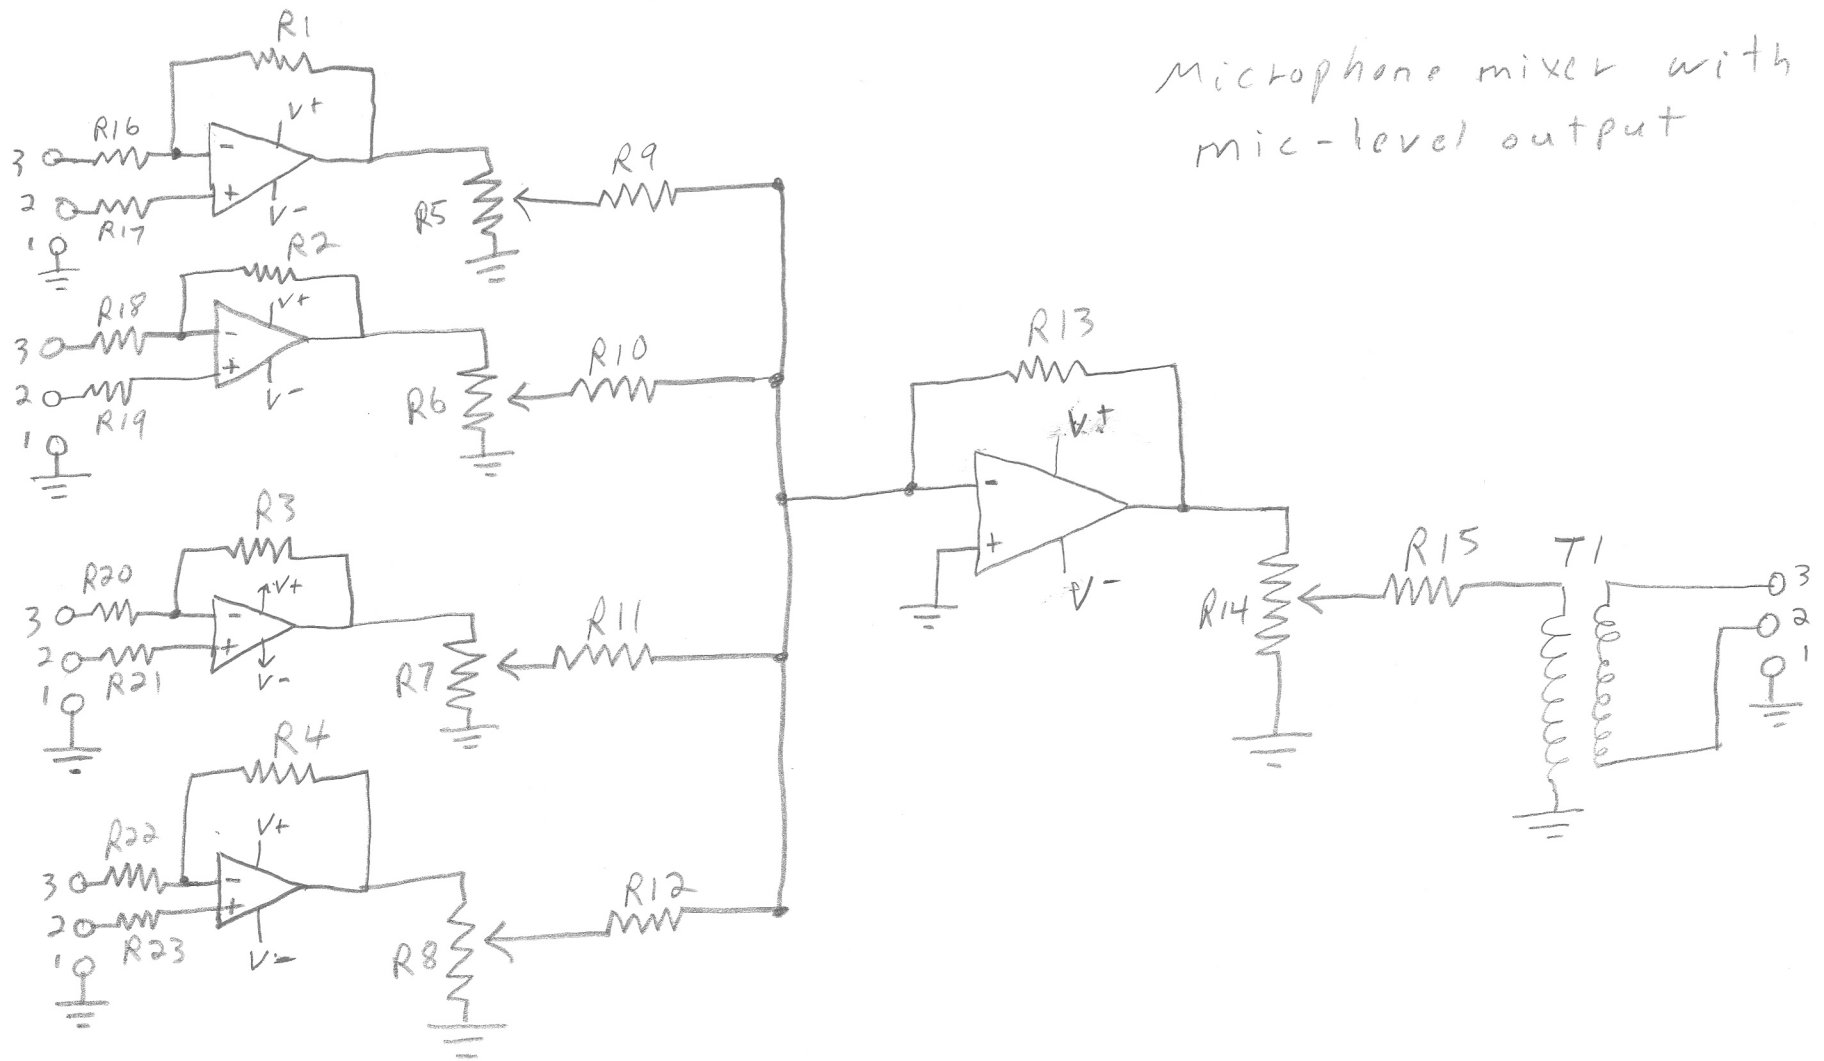 Microphone mixer with
mic-level output
R1
V+
R16
3
-
2
+
R17
V-
1
R5
R9
R2
V+
R18
3
-
2
+
R19
V-
1
R6
R10
R3
V+
R20
3
-
2
+
R21
V-
1
R7
R11
R4
V+
R22
3
-
2
+
R23
V-
1
R8
R12
R13
V+
-
+
V-
R14
R15
T1
3
2
1